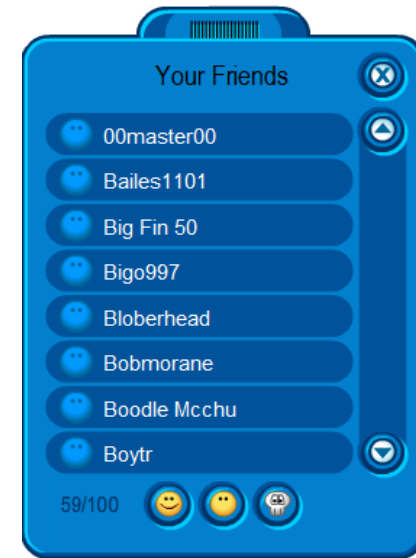 Your Friends
00master00
Bailes1101
Big Fin 50
Bigo997
Bloberhead
Bobmorane
Boodle Mcchu
Boytr
59/100